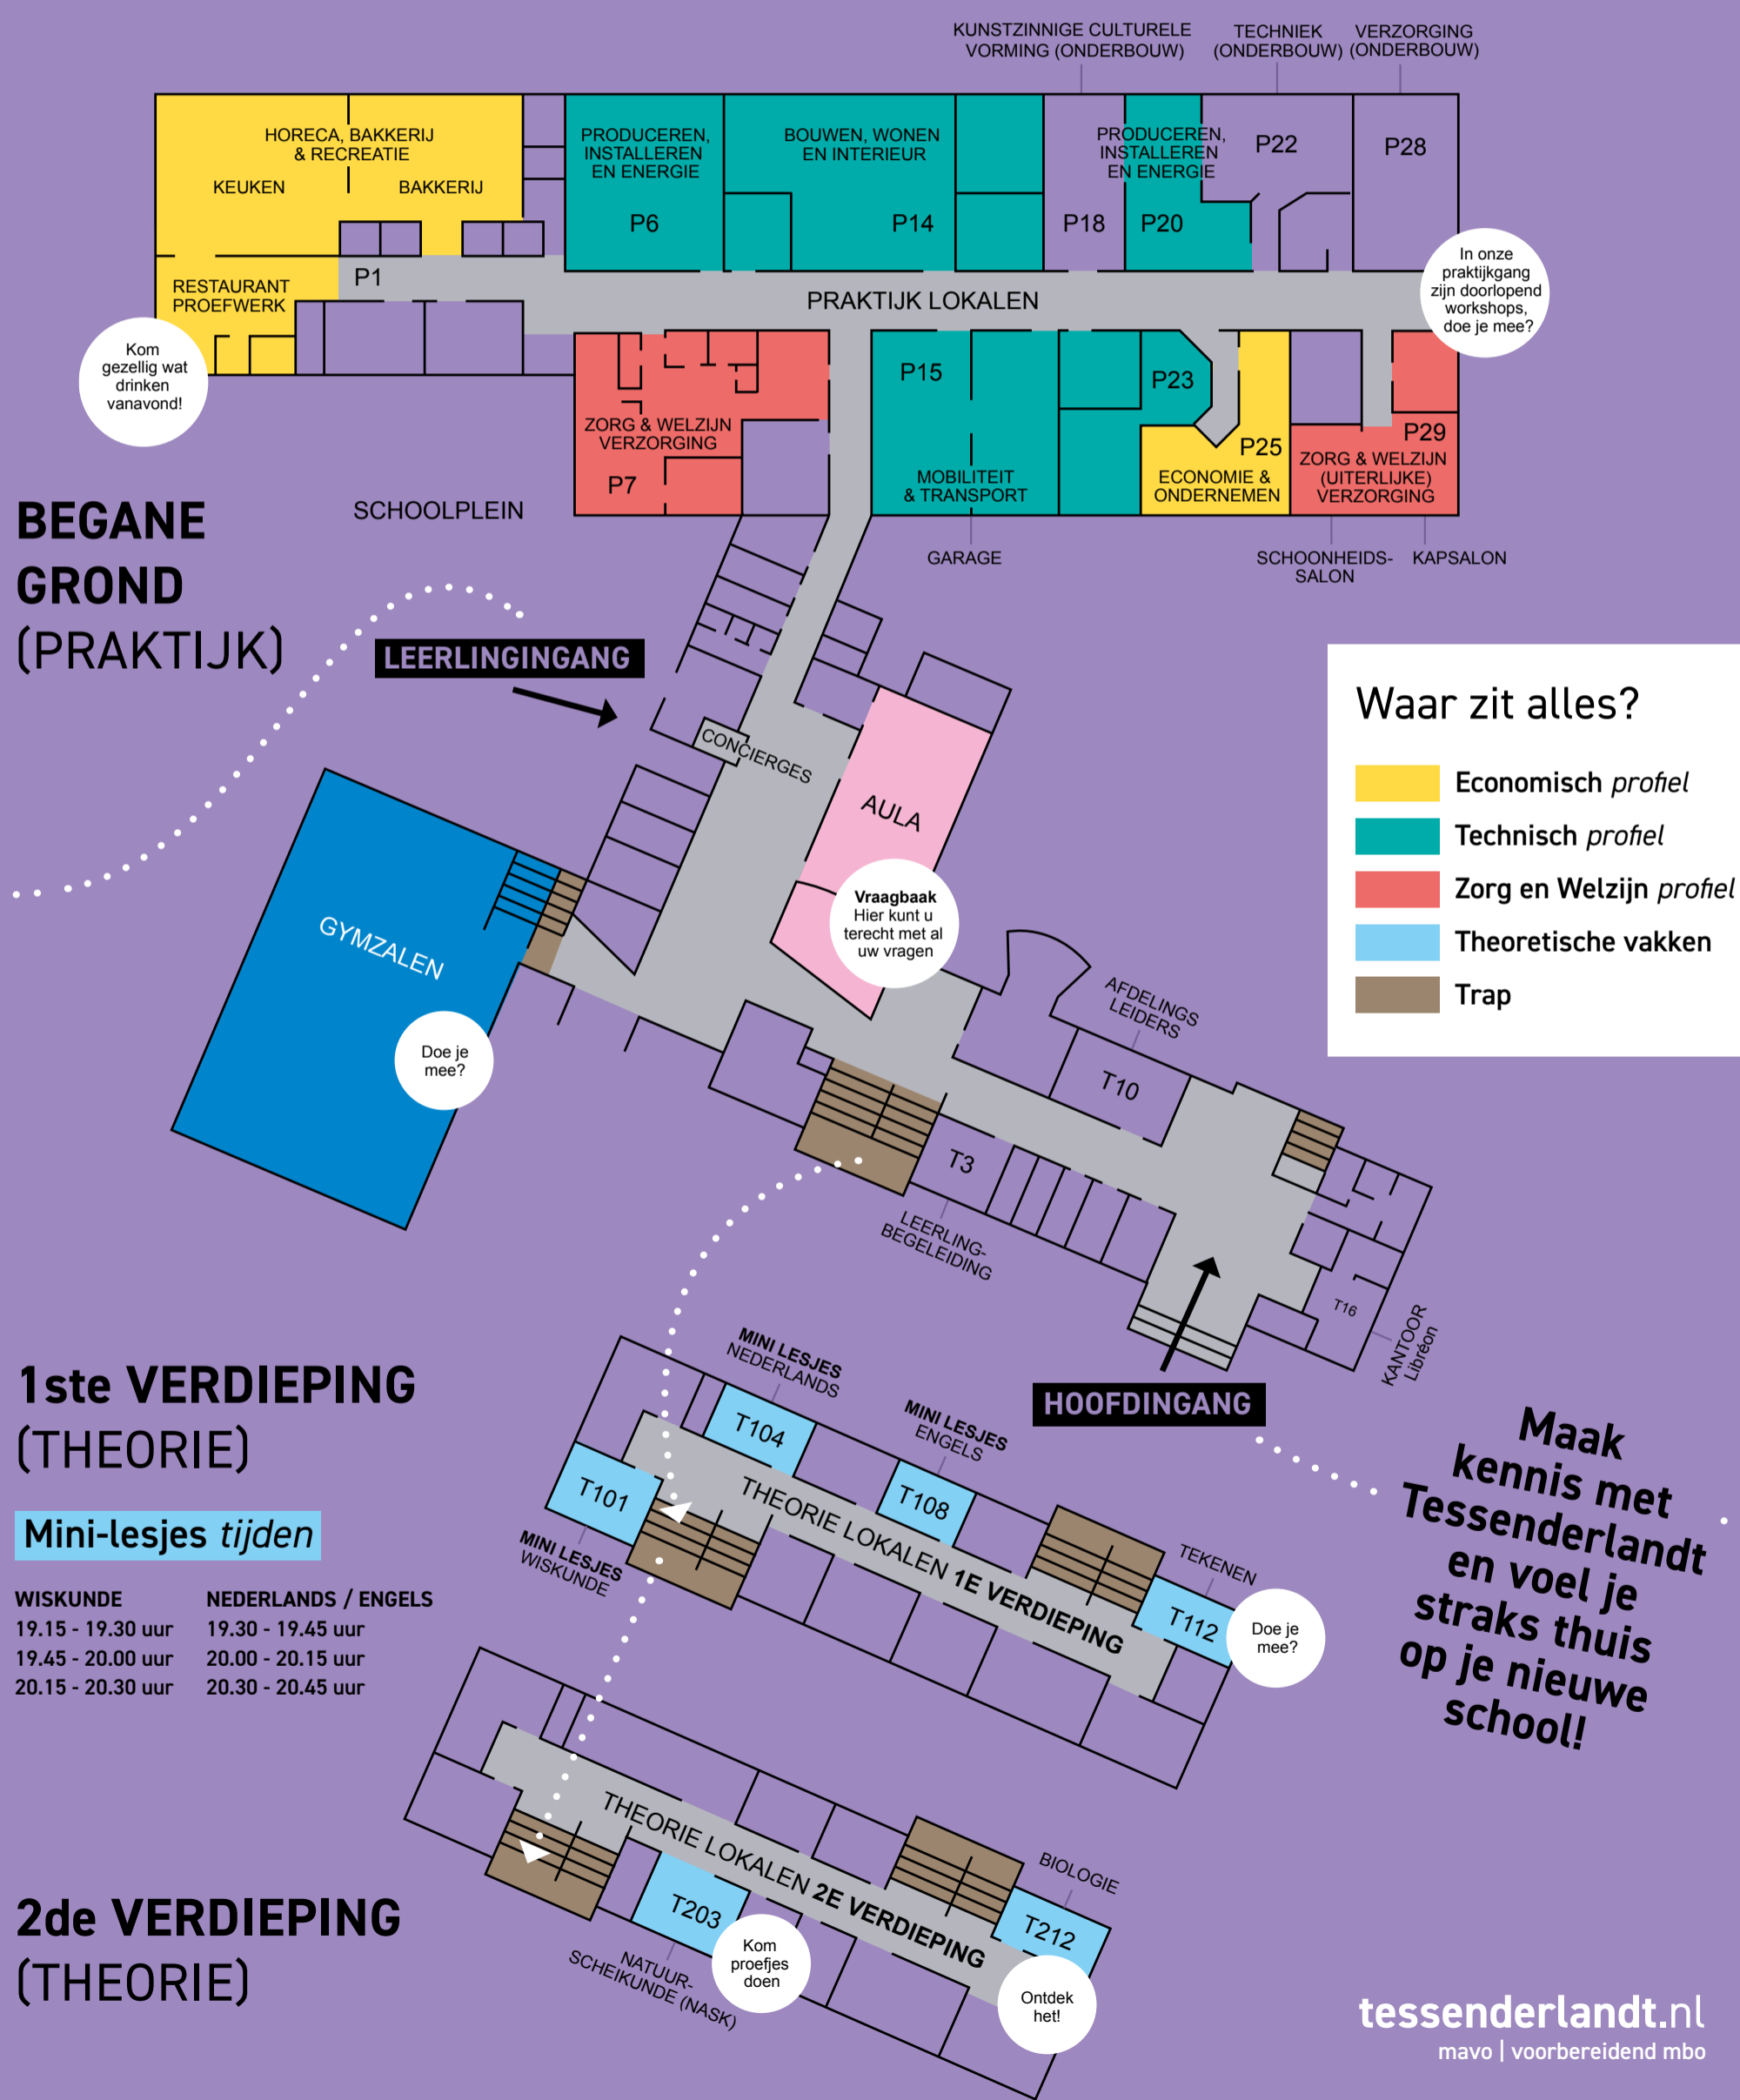 KUNSTZINNIGE CULTURELE
VORMING (ONDERBOUW)
TECHNIEK
(ONDERBOUW)
VERZORGING
(ONDERBOUW)
HORECA, BAKKERIJ
& RECREATIE
KEUKEN
BAKKERIJ
PRODUCEREN,
INSTALLEREN
EN ENERGIE
P6
BOUWEN, WONEN
EN INTERIEUR
P14
P18
PRODUCEREN,
INSTALLEREN
EN ENERGIE
P20
P22
P28
RESTAURANT
PROEFWERK
P1
PRAKTIJK LOKALEN
In onze
praktijkgang
zijn doorlopend
workshops,
doe je mee?
Kom
gezellig wat
drinken
vanavond!
ZORG & WELZIJN
VERZORGING
P7
P15
MOBILITEIT
& TRANSPORT
P23
P25
ECONOMIE &
ONDERNEMEN
P29
ZORG & WELZIJN
(UITERLIJKE)
VERZORGING
GARAGE
SCHOONHEIDS-
SALON
KAPSALON
SCHOOLPLEIN
BEGANE
GROND
(PRAKTIJK)
LEERLINGINGANG
CONCIERGES
AULA
Vraagbaak
Hier kunt u
terecht met al
uw vragen
GYMZALEN
Doe je
mee?
Waar zit alles?
Economisch profiel
Technisch profiel
Zorg en Welzijn profiel
Theoretische vakken
Trap
AFDELINGS
LEIDERS
T10
T3
LEERLING-
BEGELEIDING
T16
KANTOOR
Libréon
HOOFDINGANG
1ste VERDIEPING
(THEORIE)
Mini-lesjes tijden
WISKUNDE
19.15 - 19.30 uur
19.45 - 20.00 uur
20.15 - 20.30 uur
NEDERLANDS / ENGELS
19.30 - 19.45 uur
20.00 - 20.15 uur
20.30 - 20.45 uur
MINI LESJES
NEDERLANDS
T104
MINI LESJES
ENGELS
T108
T101
MINI LESJES
WISKUNDE
THEORIE LOKALEN 1E VERDIEPING
TEKENEN
T112
Doe je
mee?
Maak
kennis met
Tessenderlandt
en voel je
straks thuis
op je nieuwe
school!
2de VERDIEPING
(THEORIE)
THEORIE LOKALEN 2E VERDIEPING
T203
NATUUR-
SCHEIKUNDE (NASK)
Kom
proefjes
doen
BIOLOGIE
T212
Ontdek
het!
tessenderlandt.nl
mavo | voorbereidend mbo